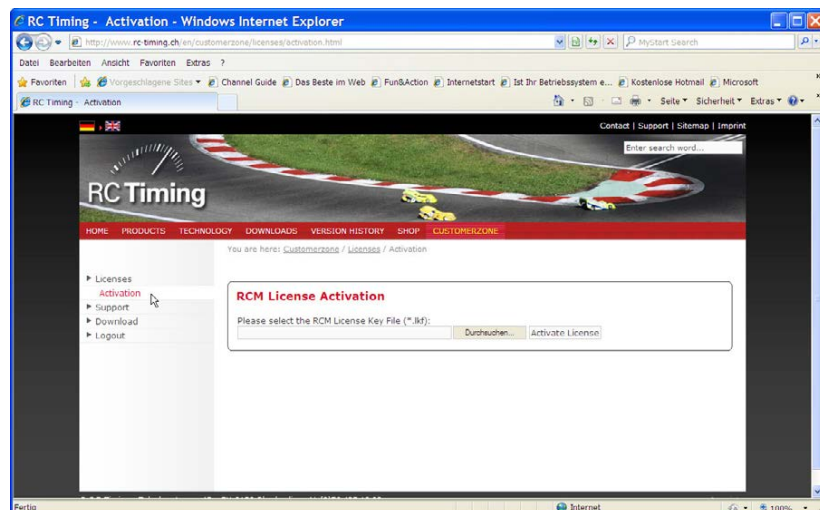 RC Timing - Activation - Windows Internet Explorer
http://www.rc-timing.ch/en/customerzone/licenses/activation.html
MyStart Search
Datei Bearbeiten Ansicht Favoriten Extras ?
Favoriten Vorgeschlagene Sites Channel Guide Das Beste im Web Fun&Action Internetstart Ist Ihr Betriebssystem e... Kostenlose Hotmail Microsoft
RC Timing - Activation
Seite Sicherheit Extras
Contact | Support | Sitemap | Imprint
Enter search word...
RC Timing
HOME PRODUCTS TECHNOLOGY DOWNLOADS VERSION HISTORY SHOP CUSTOMERZONE
You are here: Customerzone / Licenses / Activation
Licenses
Activation
Support
Download
Logout
RCM License Activation
Please select the RCM License Key File (*.lkf):
Durchsuchen... Activate License
Fertig
Internet
100%